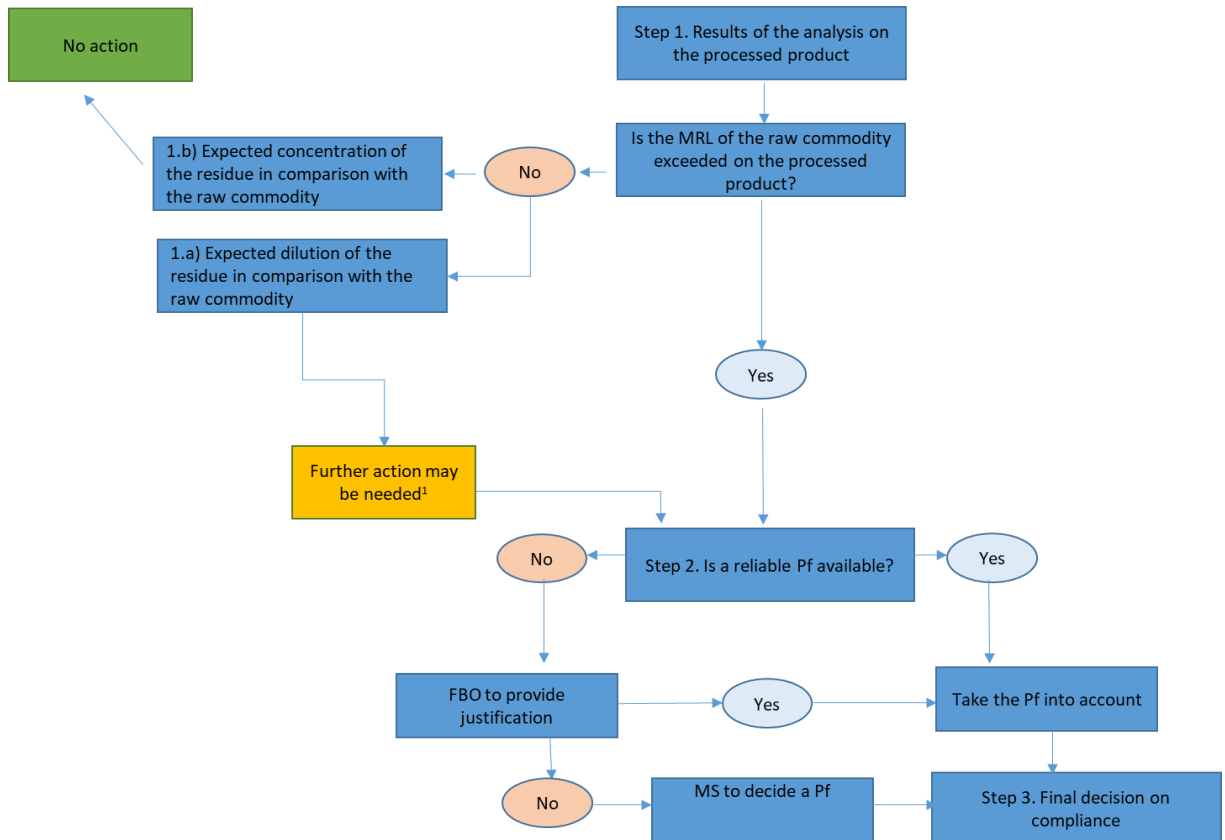 No action
Step 1. Results of the analysis on
the processed product
Is the MRL of the raw commodity
exceeded on the processed
product?
No
1.b) Expected concentration of
the residue in comparison with
the raw commodity
1.a) Expected dilution of the
residue in comparison with the
raw commodity
Yes
Further action may
be needed¹
Step 2. Is a reliable Pf available?
No
Yes
FBO to provide
justification
Yes
Take the Pf into account
No
MS to decide a Pf
Step 3. Final decision on
compliance